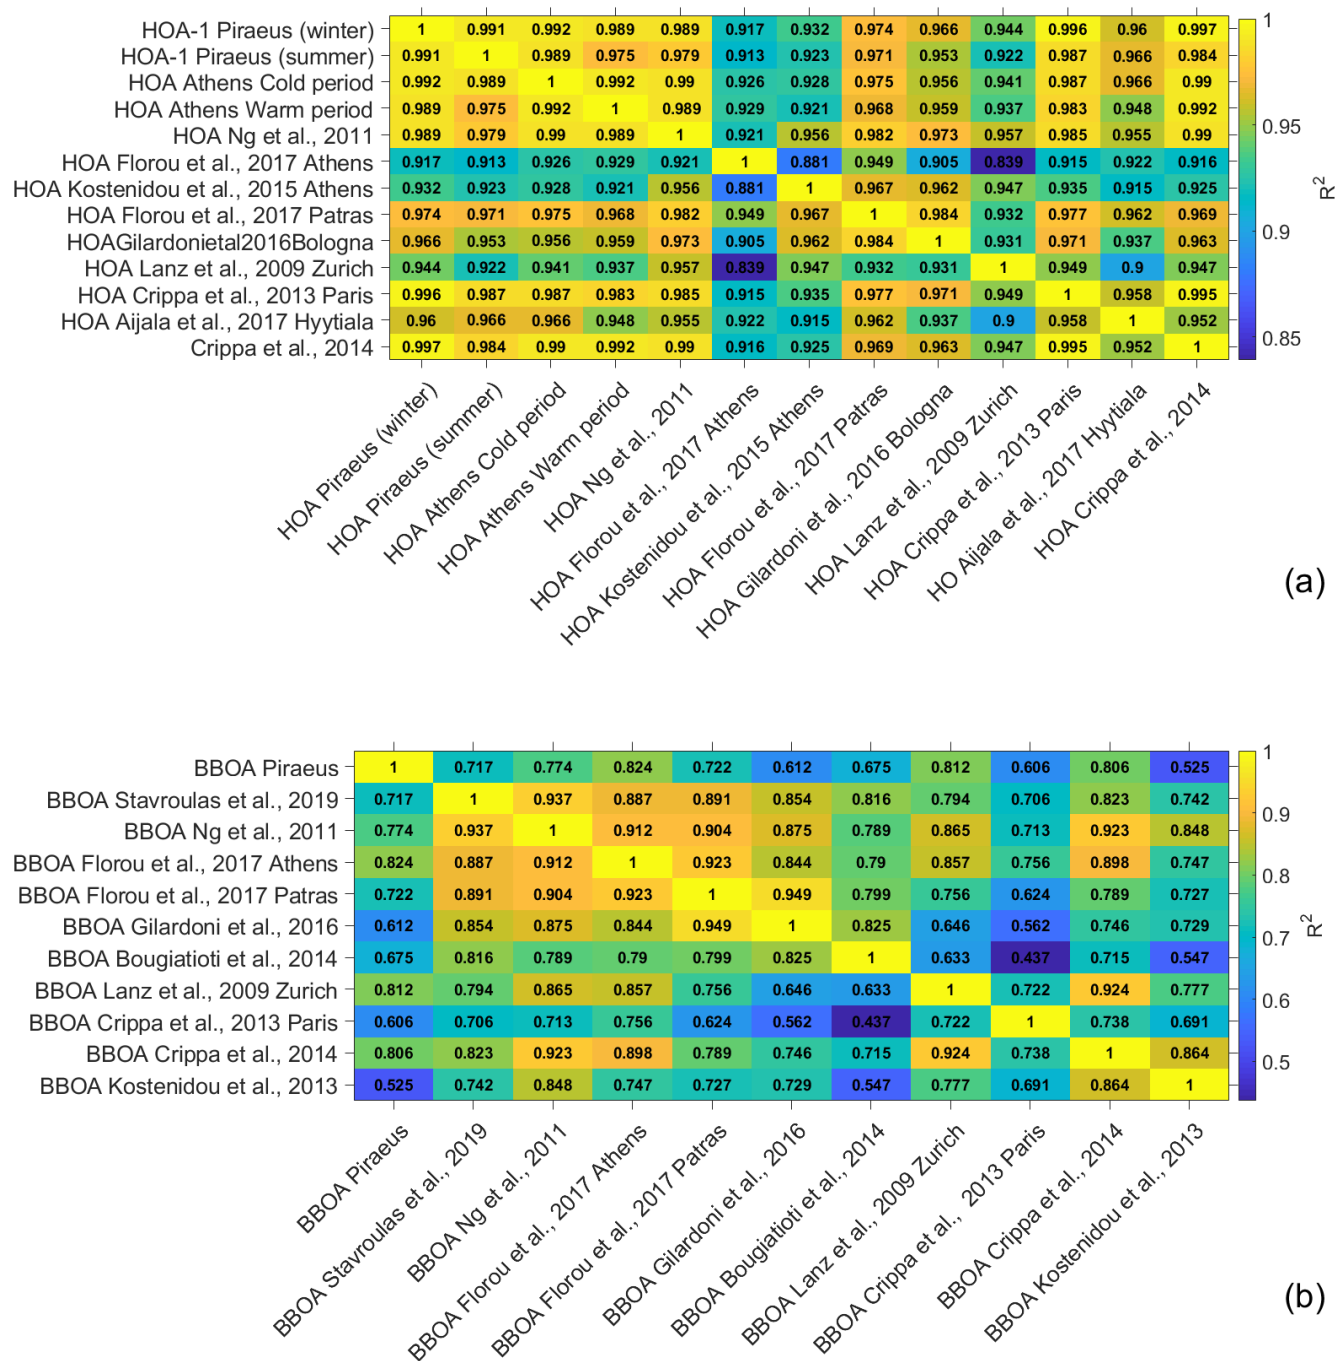 HOA-1 Piraeus (winter) 1 0.991 0.992 0.989 0.989 0.917 0.932 0.974 0.966 0.944 0.996 0.96 0.997
HOA-1 Piraeus (summer) 0.991 1 0.989 0.975 0.979 0.913 0.923 0.971 0.953 0.922 0.987 0.966 0.984
HOA Athens Cold period 0.992 0.989 1 0.992 0.99 0.926 0.928 0.975 0.956 0.941 0.987 0.966 0.99
HOA Athens Warm period 0.989 0.975 0.992 1 0.989 0.929 0.921 0.968 0.959 0.937 0.983 0.948 0.992
HOA Ng et al., 2011 0.989 0.979 0.99 0.989 1 0.921 0.956 0.982 0.973 0.957 0.985 0.955 0.99
HOA Florou et al., 2017 Athens 0.917 0.913 0.926 0.929 0.921 1 0.881 0.949 0.905 0.839 0.915 0.922 0.916
HOA Kostenidou et al., 2015 Athens 0.932 0.923 0.928 0.921 0.956 0.881 1 0.967 0.962 0.947 0.935 0.915 0.925
HOA Florou et al., 2017 Patras 0.974 0.971 0.975 0.968 0.982 0.949 0.967 1 0.984 0.932 0.977 0.962 0.969
HOAGilardonietal2016Bologna 0.966 0.953 0.956 0.959 0.973 0.905 0.962 0.984 1 0.931 0.971 0.937 0.963
HOA Lanz et al., 2009 Zurich 0.944 0.922 0.941 0.937 0.957 0.839 0.947 0.932 0.931 1 0.949 0.9 0.947
HOA Crippa et al., 2013 Paris 0.996 0.987 0.987 0.983 0.985 0.915 0.935 0.977 0.971 0.949 1 0.958 0.995
HOA Aijala et al., 2017 Hyytiala 0.96 0.966 0.966 0.948 0.955 0.922 0.915 0.962 0.937 0.9 0.958 1 0.952
Crippa et al., 2014 0.997 0.984 0.99 0.992 0.99 0.916 0.925 0.969 0.963 0.947 0.995 0.952 1
HOA Piraeus (winter)
HOA Piraeus (summer)
HOA Athens Cold period
HOA Athens Warm period
HOA Ng et al., 2011
HOA Florou et al., 2017 Athens
HOA Kostenidou et al., 2015 Athens
HOA Florou et al., 2017 Patras
HOA Gilardoni et al., 2016 Bologna
HOA Lanz et al., 2009 Zurich
HOA Crippa et al., 2013 Paris
HO Aijala et al., 2017 Hyytiala
HOA Crippa et al., 2014
1
0.95
0.9
0.85
R²
(a)
BBOA Piraeus 1 0.717 0.774 0.824 0.722 0.612 0.675 0.812 0.606 0.806 0.525
BBOA Stavroulas et al., 2019 0.717 1 0.937 0.887 0.891 0.854 0.816 0.794 0.706 0.823 0.742
BBOA Ng et al., 2011 0.774 0.937 1 0.912 0.904 0.875 0.789 0.865 0.713 0.923 0.848
BBOA Florou et al., 2017 Athens 0.824 0.887 0.912 1 0.923 0.844 0.79 0.857 0.756 0.898 0.747
BBOA Florou et al., 2017 Patras 0.722 0.891 0.904 0.923 1 0.949 0.799 0.756 0.624 0.789 0.727
BBOA Gilardoni et al., 2016 0.612 0.854 0.875 0.844 0.949 1 0.825 0.646 0.562 0.746 0.729
BBOA Bougiatioti et al., 2014 0.675 0.816 0.789 0.79 0.799 0.825 1 0.633 0.437 0.715 0.547
BBOA Lanz et al., 2009 Zurich 0.812 0.794 0.865 0.857 0.756 0.646 0.633 1 0.722 0.924 0.777
BBOA Crippa et al., 2013 Paris 0.606 0.706 0.713 0.756 0.624 0.562 0.437 0.722 1 0.738 0.691
BBOA Crippa et al., 2014 0.806 0.823 0.923 0.898 0.789 0.746 0.715 0.924 0.738 1 0.864
BBOA Kostenidou et al., 2013 0.525 0.742 0.848 0.747 0.727 0.729 0.547 0.777 0.691 0.864 1
BBOA Piraeus
BBOA Stavroulas et al., 2019
BBOA Ng et al., 2011
BBOA Florou et al., 2017 Athens
BBOA Florou et al., 2017 Patras
BBOA Gilardoni et al., 2016
BBOA Bougiatioti et al., 2014
BBOA Lanz et al., 2009 Zurich
BBOA Crippa et al., 2013 Paris
BBOA Crippa et al., 2014
BBOA Kostenidou et al., 2013
1
0.9
0.8
0.7
0.6
0.5
R²
(b)